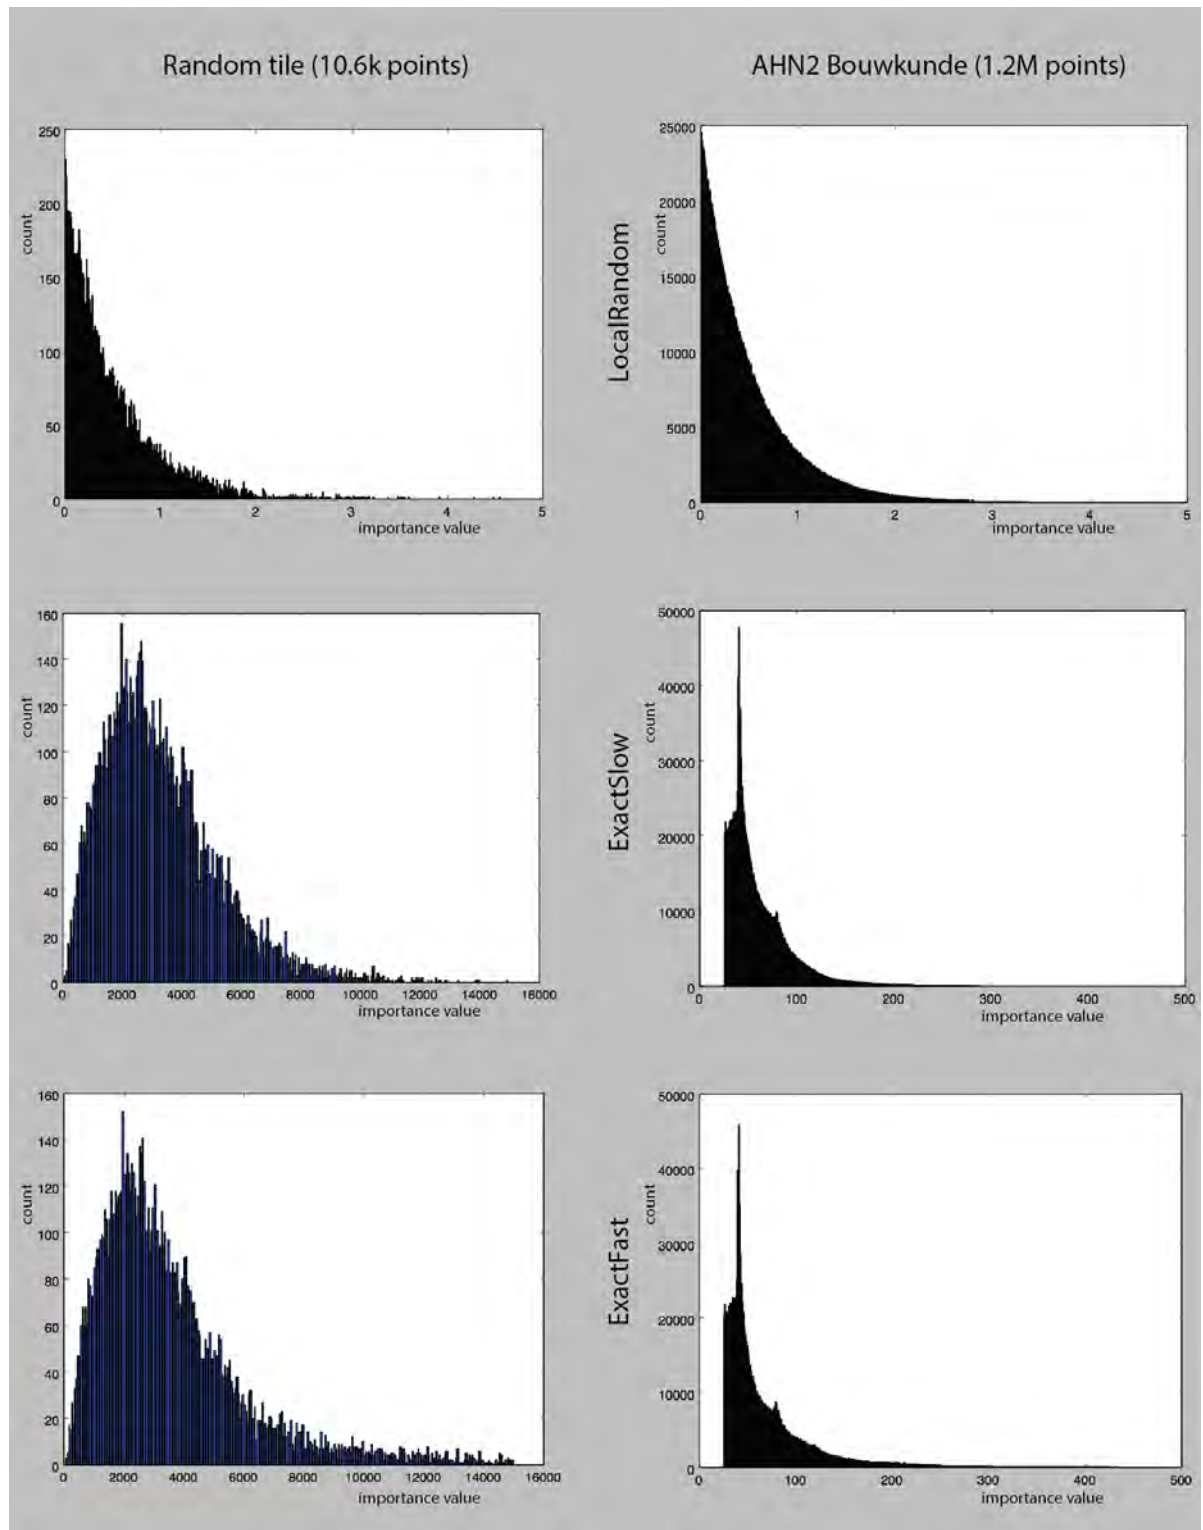 Random tile (10.6k points)
AHN2 Bouwkunde (1.2M points)
250
200
150
100
50
0
count
0 1 2 3 4 5
importance value
LocalRandom
25000
20000
15000
10000
5000
0
count
0 1 2 3 4 5
importance value
160
140
120
100
80
60
40
20
0
count
0 2000 4000 6000 8000 10000 12000 14000 16000
importance value
ExactSlow
50000
40000
30000
20000
10000
0
count
0 100 200 300 400 500
importance value
160
140
120
100
80
60
40
20
0
count
0 2000 4000 6000 8000 10000 12000 14000 16000
importance value
ExactFast
50000
40000
30000
20000
10000
0
count
0 100 200 300 400 500
importance value